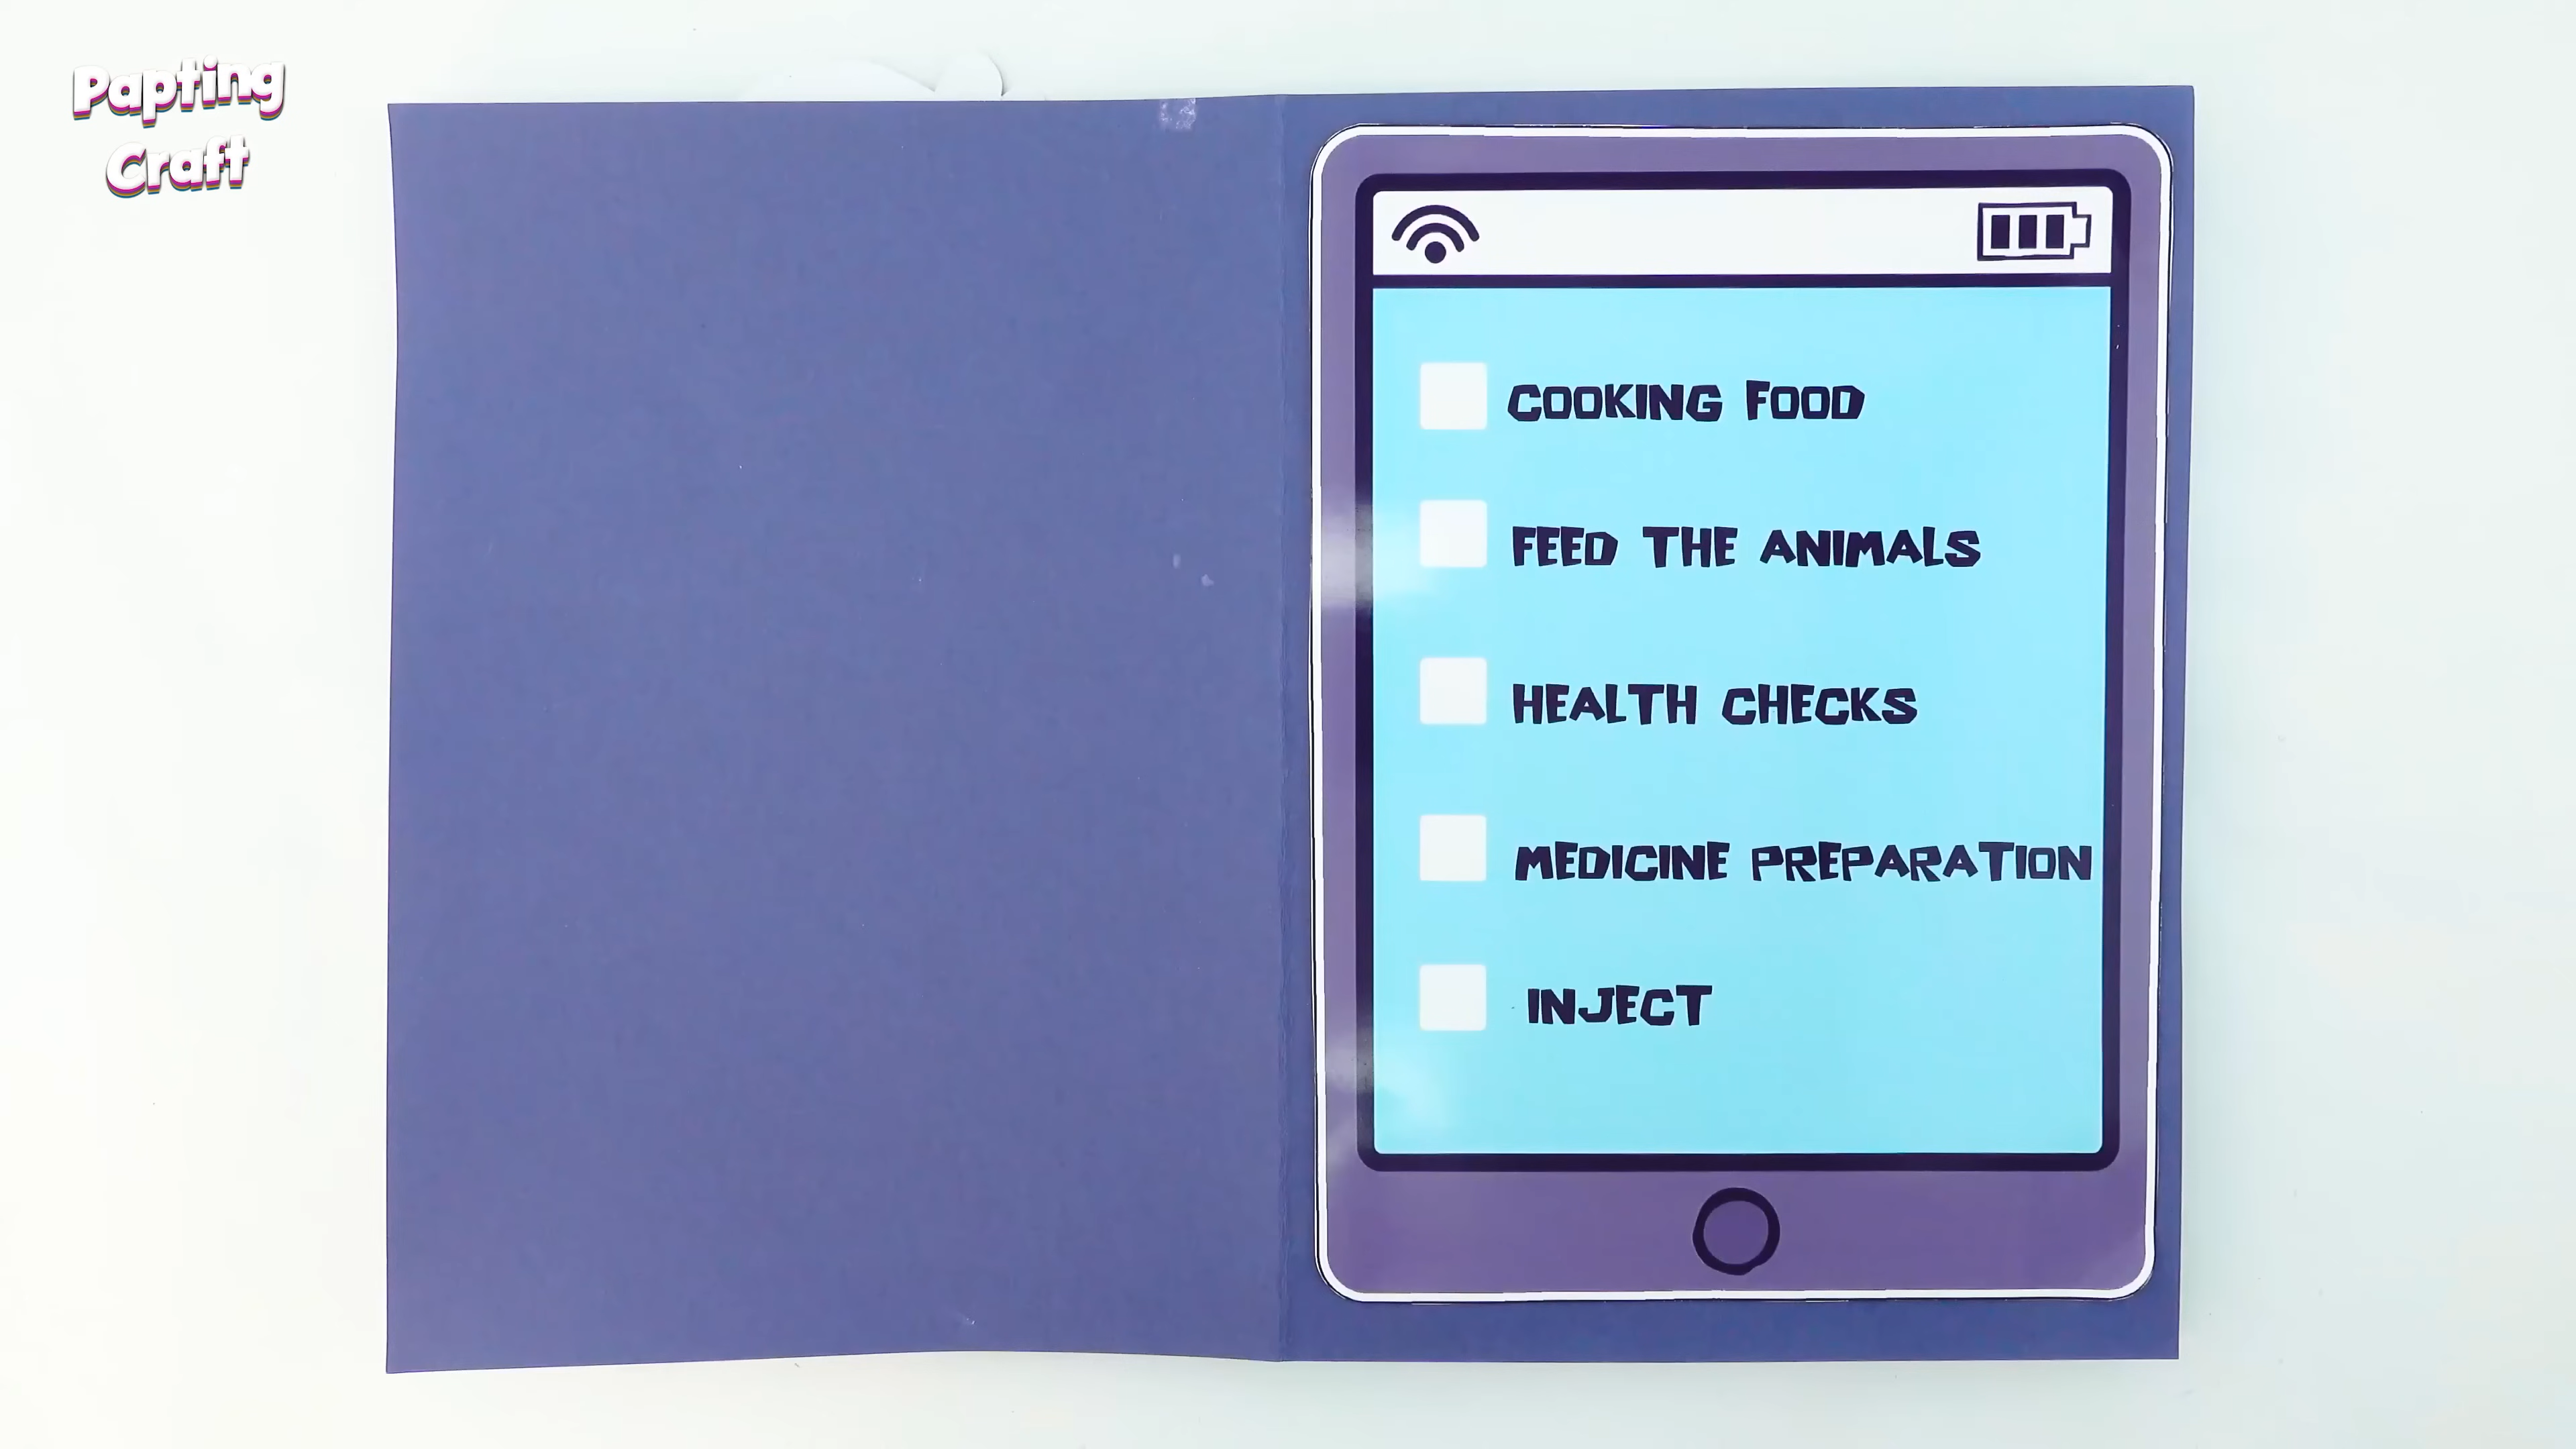 Papting
Craft
COOKING FOOD
FEED THE ANIMALS
HEALTH CHECKS
MEDICINE PREPARATION
INJECT